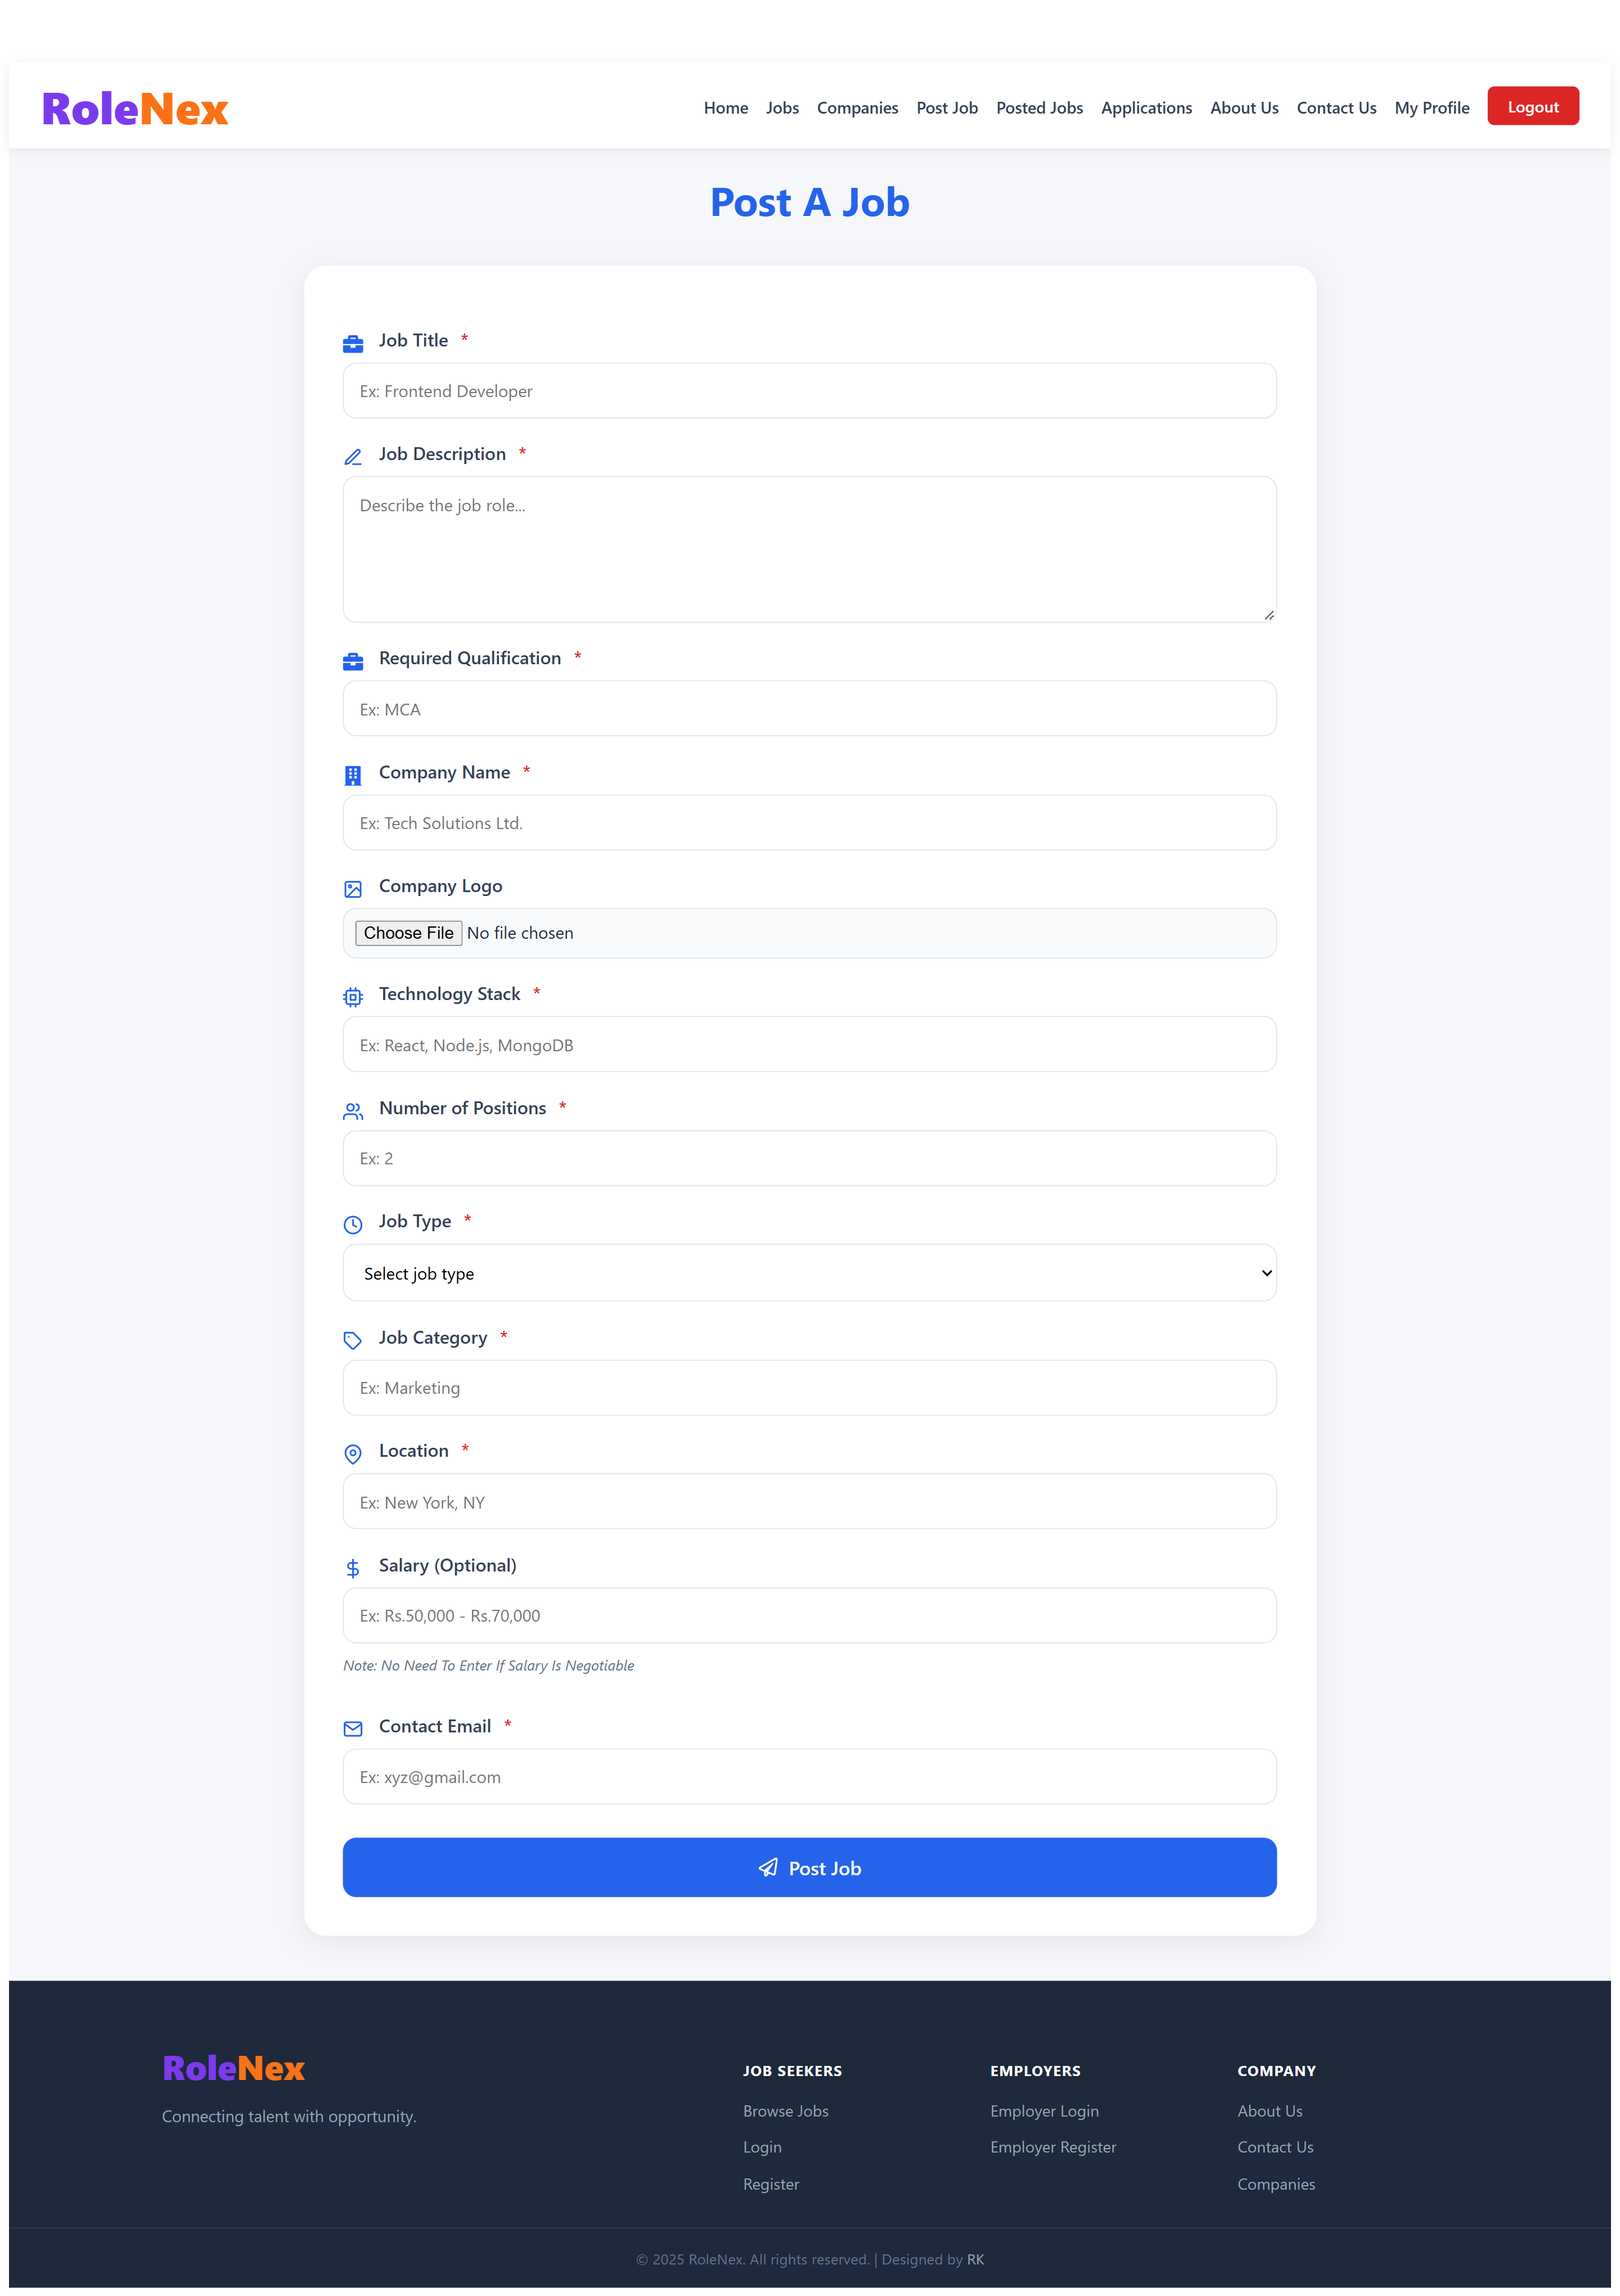 RoleNex
Home Jobs Companies Post Job Posted Jobs Applications About Us Contact Us My Profile Logout
Post A Job
Job Title *
Ex: Frontend Developer
Job Description *
Describe the job role...
Required Qualification *
Ex: MCA
Company Name *
Ex: Tech Solutions Ltd.
Company Logo
Choose File No file chosen
Technology Stack *
Ex: React, Node.js, MongoDB
Number of Positions *
Ex: 2
Job Type *
Select job type
Job Category *
Ex: Marketing
Location *
Ex: New York, NY
Salary (Optional)
Ex: Rs.50,000 - Rs.70,000
Note: No Need To Enter If Salary Is Negotiable
Contact Email *
Ex: xyz@gmail.com
Post Job
RoleNex
Connecting talent with opportunity.
JOB SEEKERS
Browse Jobs
Login
Register
EMPLOYERS
Employer Login
Employer Register
COMPANY
About Us
Contact Us
Companies
© 2025 RoleNex. All rights reserved. | Designed by RK